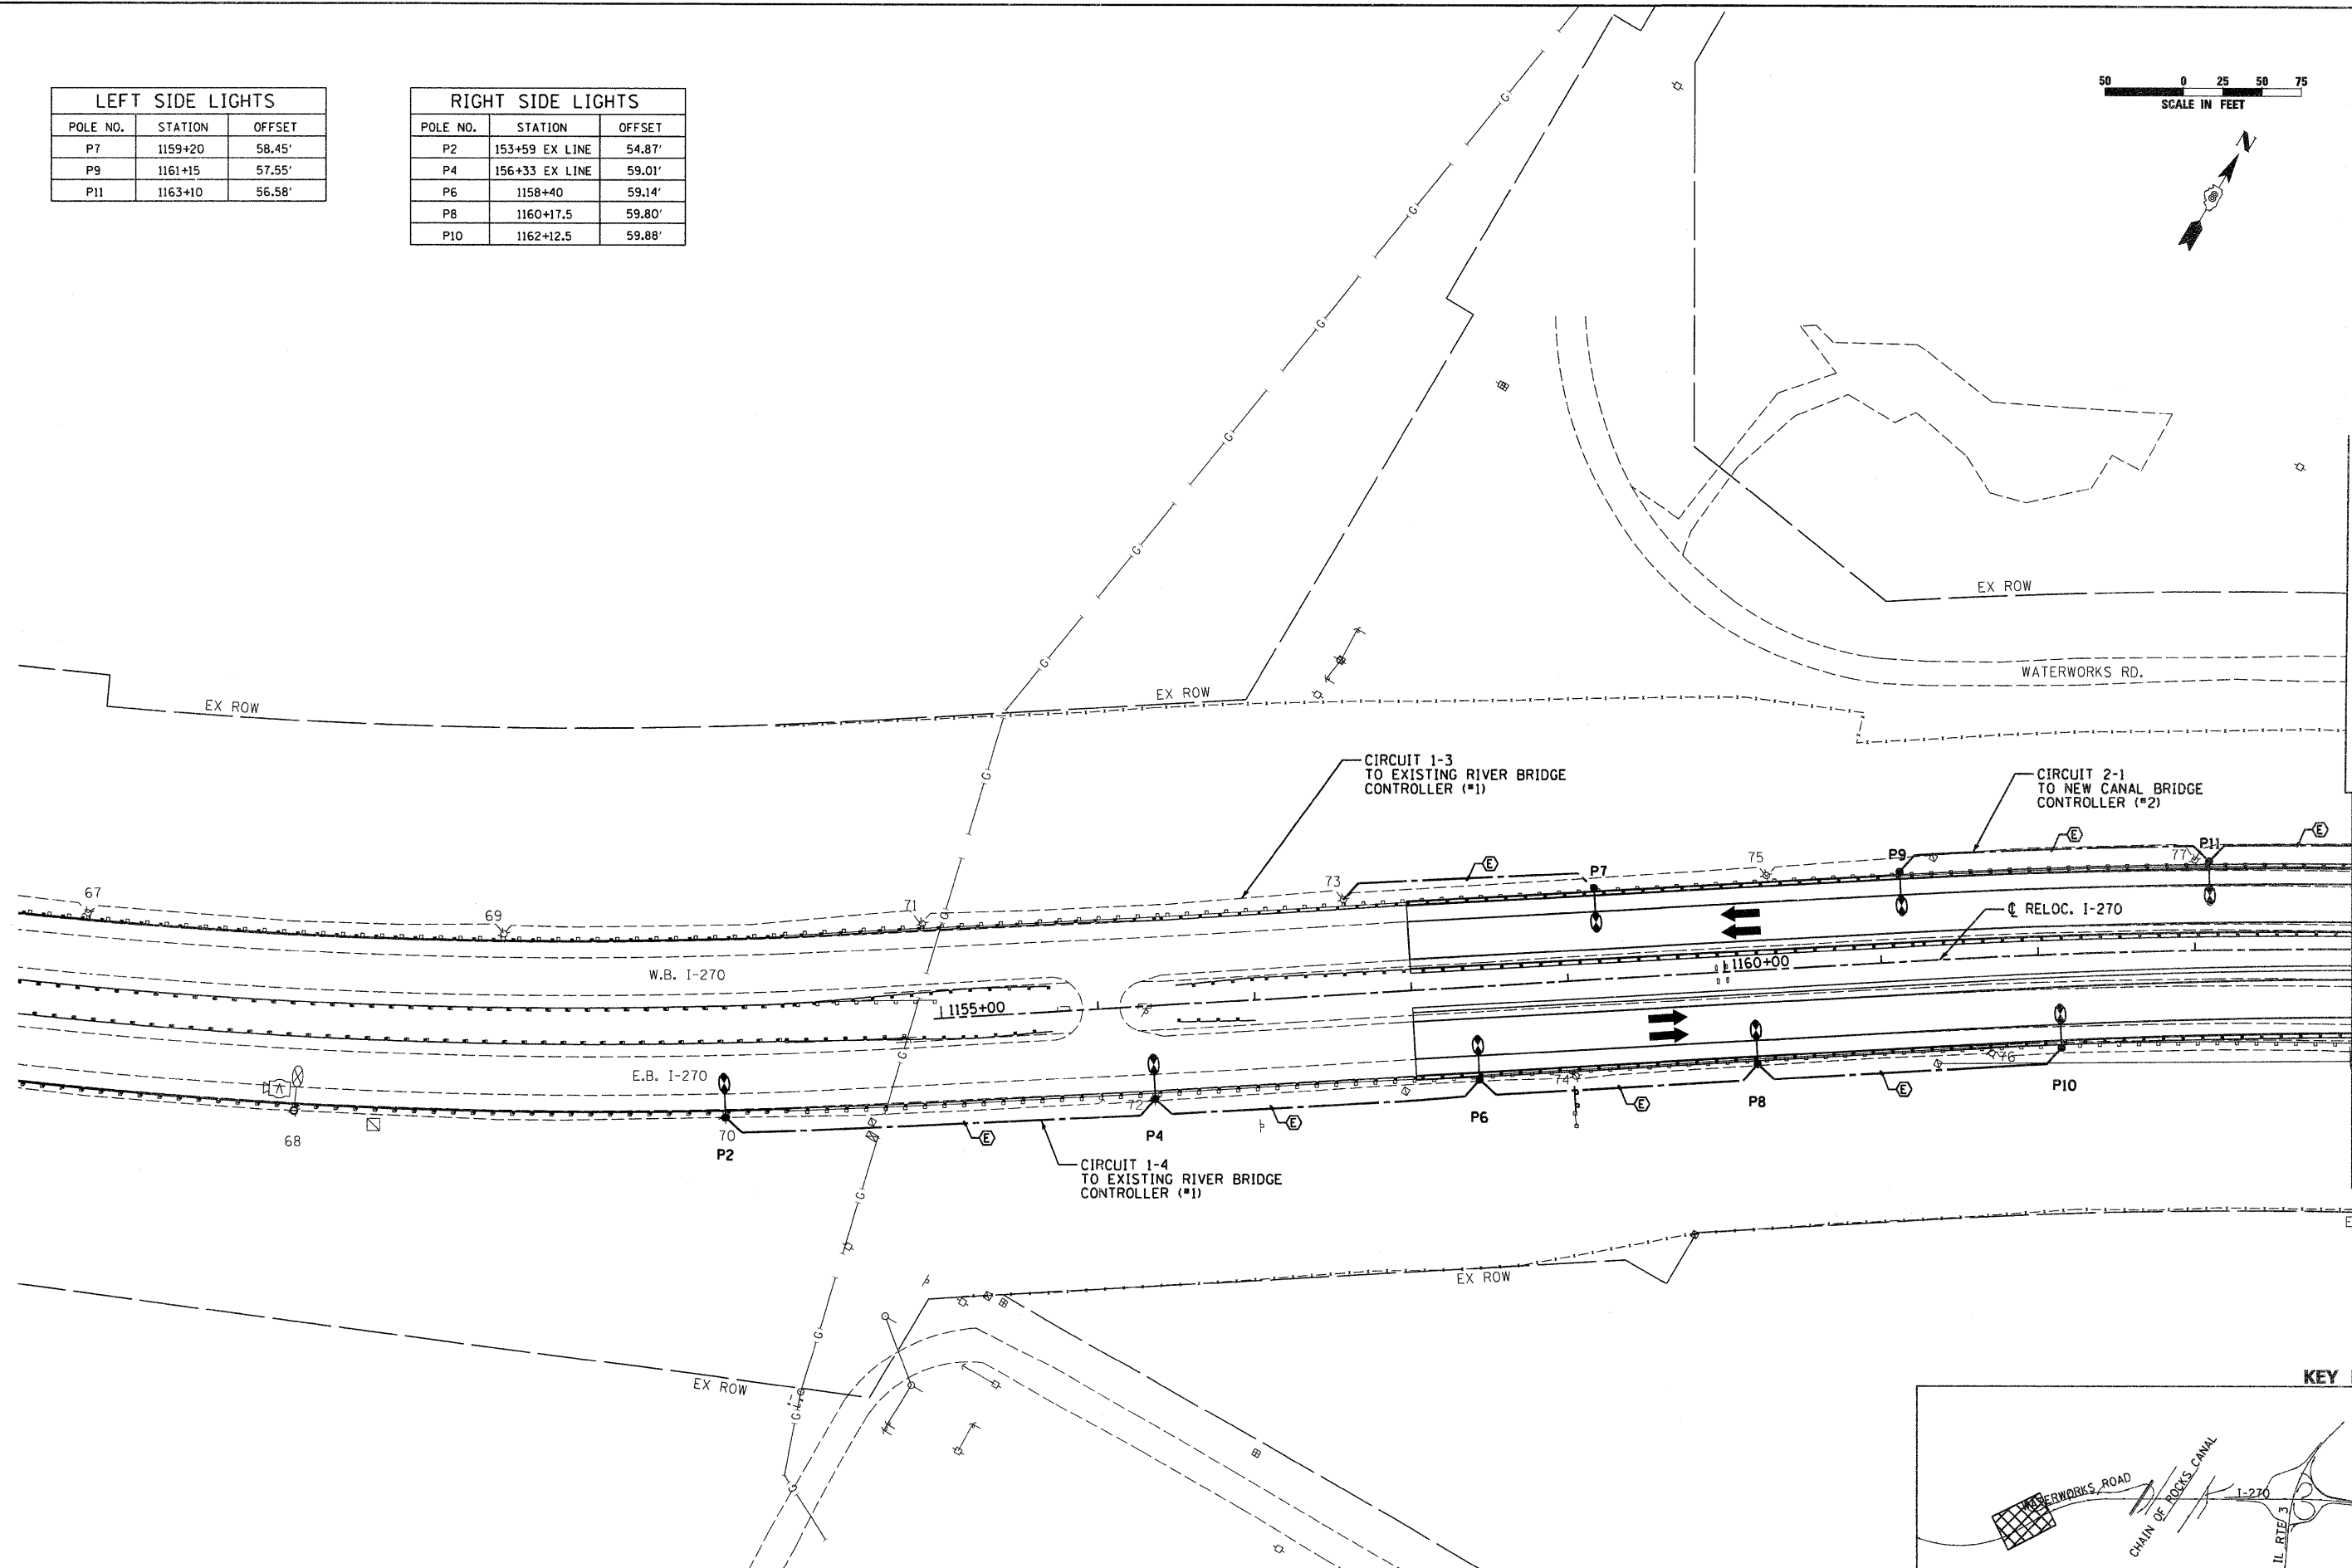 LEFT SIDE LIGHTS
POLE NO. STATION OFFSET
P7 1159+20 58.45'
P9 1161+15 57.55'
P11 1163+10 56.58'
RIGHT SIDE LIGHTS
POLE NO. STATION OFFSET
P2 153+59 EX LINE 54.87'
P4 156+33 EX LINE 59.01'
P6 1158+40 59.14'
P8 1160+17.5 59.80'
P10 1162+12.5 59.88'
50 0 25 50 75
SCALE IN FEET
N
G
G
G
G
G
G
G
EX ROW
WATERWORKS RD.
EX ROW
EX ROW
G
CIRCUIT 1-3
TO EXISTING RIVER BRIDGE
CONTROLLER (#1)
CIRCUIT 2-1
TO NEW CANAL BRIDGE
CONTROLLER (#2)
E
E
E
P7
75
P9
77
P11
73
67
69
71
G
℄ RELOC. I-270
W.B. I-270
1155+00
1160+00
G
E.B. I-270
68
70
P2
72
P4
P6
74
P8
76
P10
E
E
E
E
CIRCUIT 1-4
TO EXISTING RIVER BRIDGE
CONTROLLER (#1)
G
E
EX ROW
G
EX ROW
G
G
KEY
WATERWORKS ROAD
CHAIN OF ROCKS CANAL
I-270
IL RTE 3